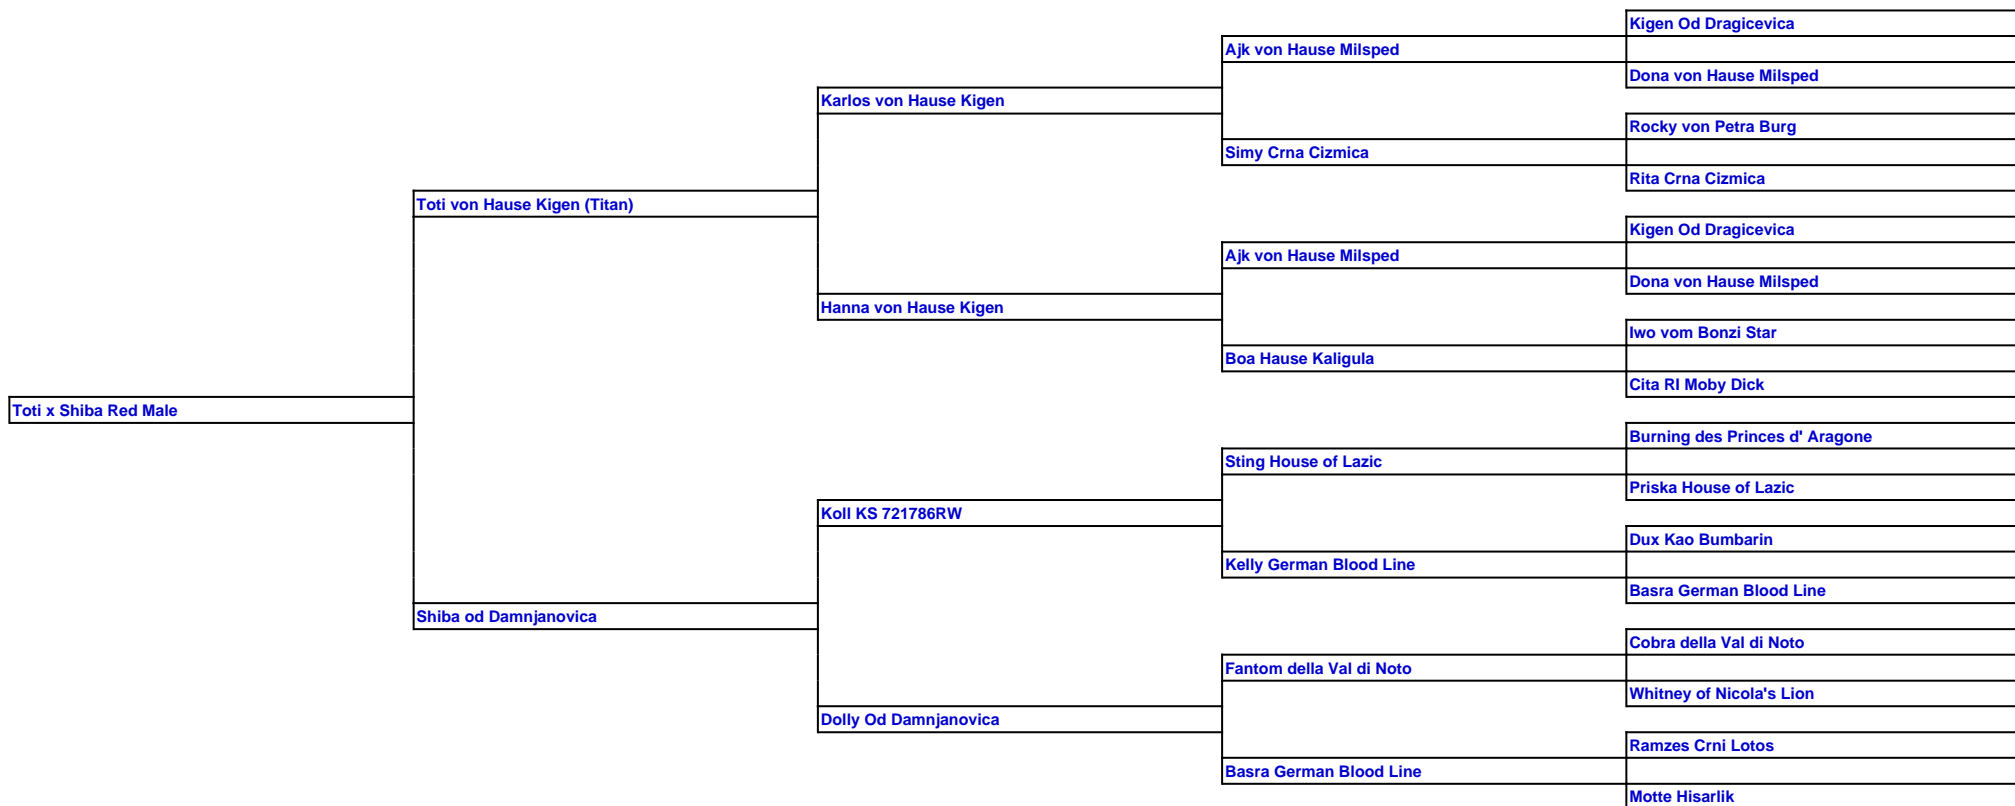 Kigen Od Dragicevica
Ajk von Hause Milsped
Dona von Hause Milsped
Karlos von Hause Kigen
Rocky von Petra Burg
Simy Crna Cizmica
Rita Crna Cizmica
Toti von Hause Kigen (Titan)
Kigen Od Dragicevica
Ajk von Hause Milsped
Dona von Hause Milsped
Hanna von Hause Kigen
Iwo vom Bonzi Star
Boa Hause Kaligula
Cita RI Moby Dick
Toti x Shiba Red Male
Burning des Princes d' Aragone
Sting House of Lazic
Priska House of Lazic
Koll KS 721786RW
Dux Kao Bumbarin
Kelly German Blood Line
Basra German Blood Line
Shiba od Damnjanovica
Cobra della Val di Noto
Fantom della Val di Noto
Whitney of Nicola's Lion
Dolly Od Damnjanovica
Ramzes Crni Lotos
Basra German Blood Line
Motte Hisarlik